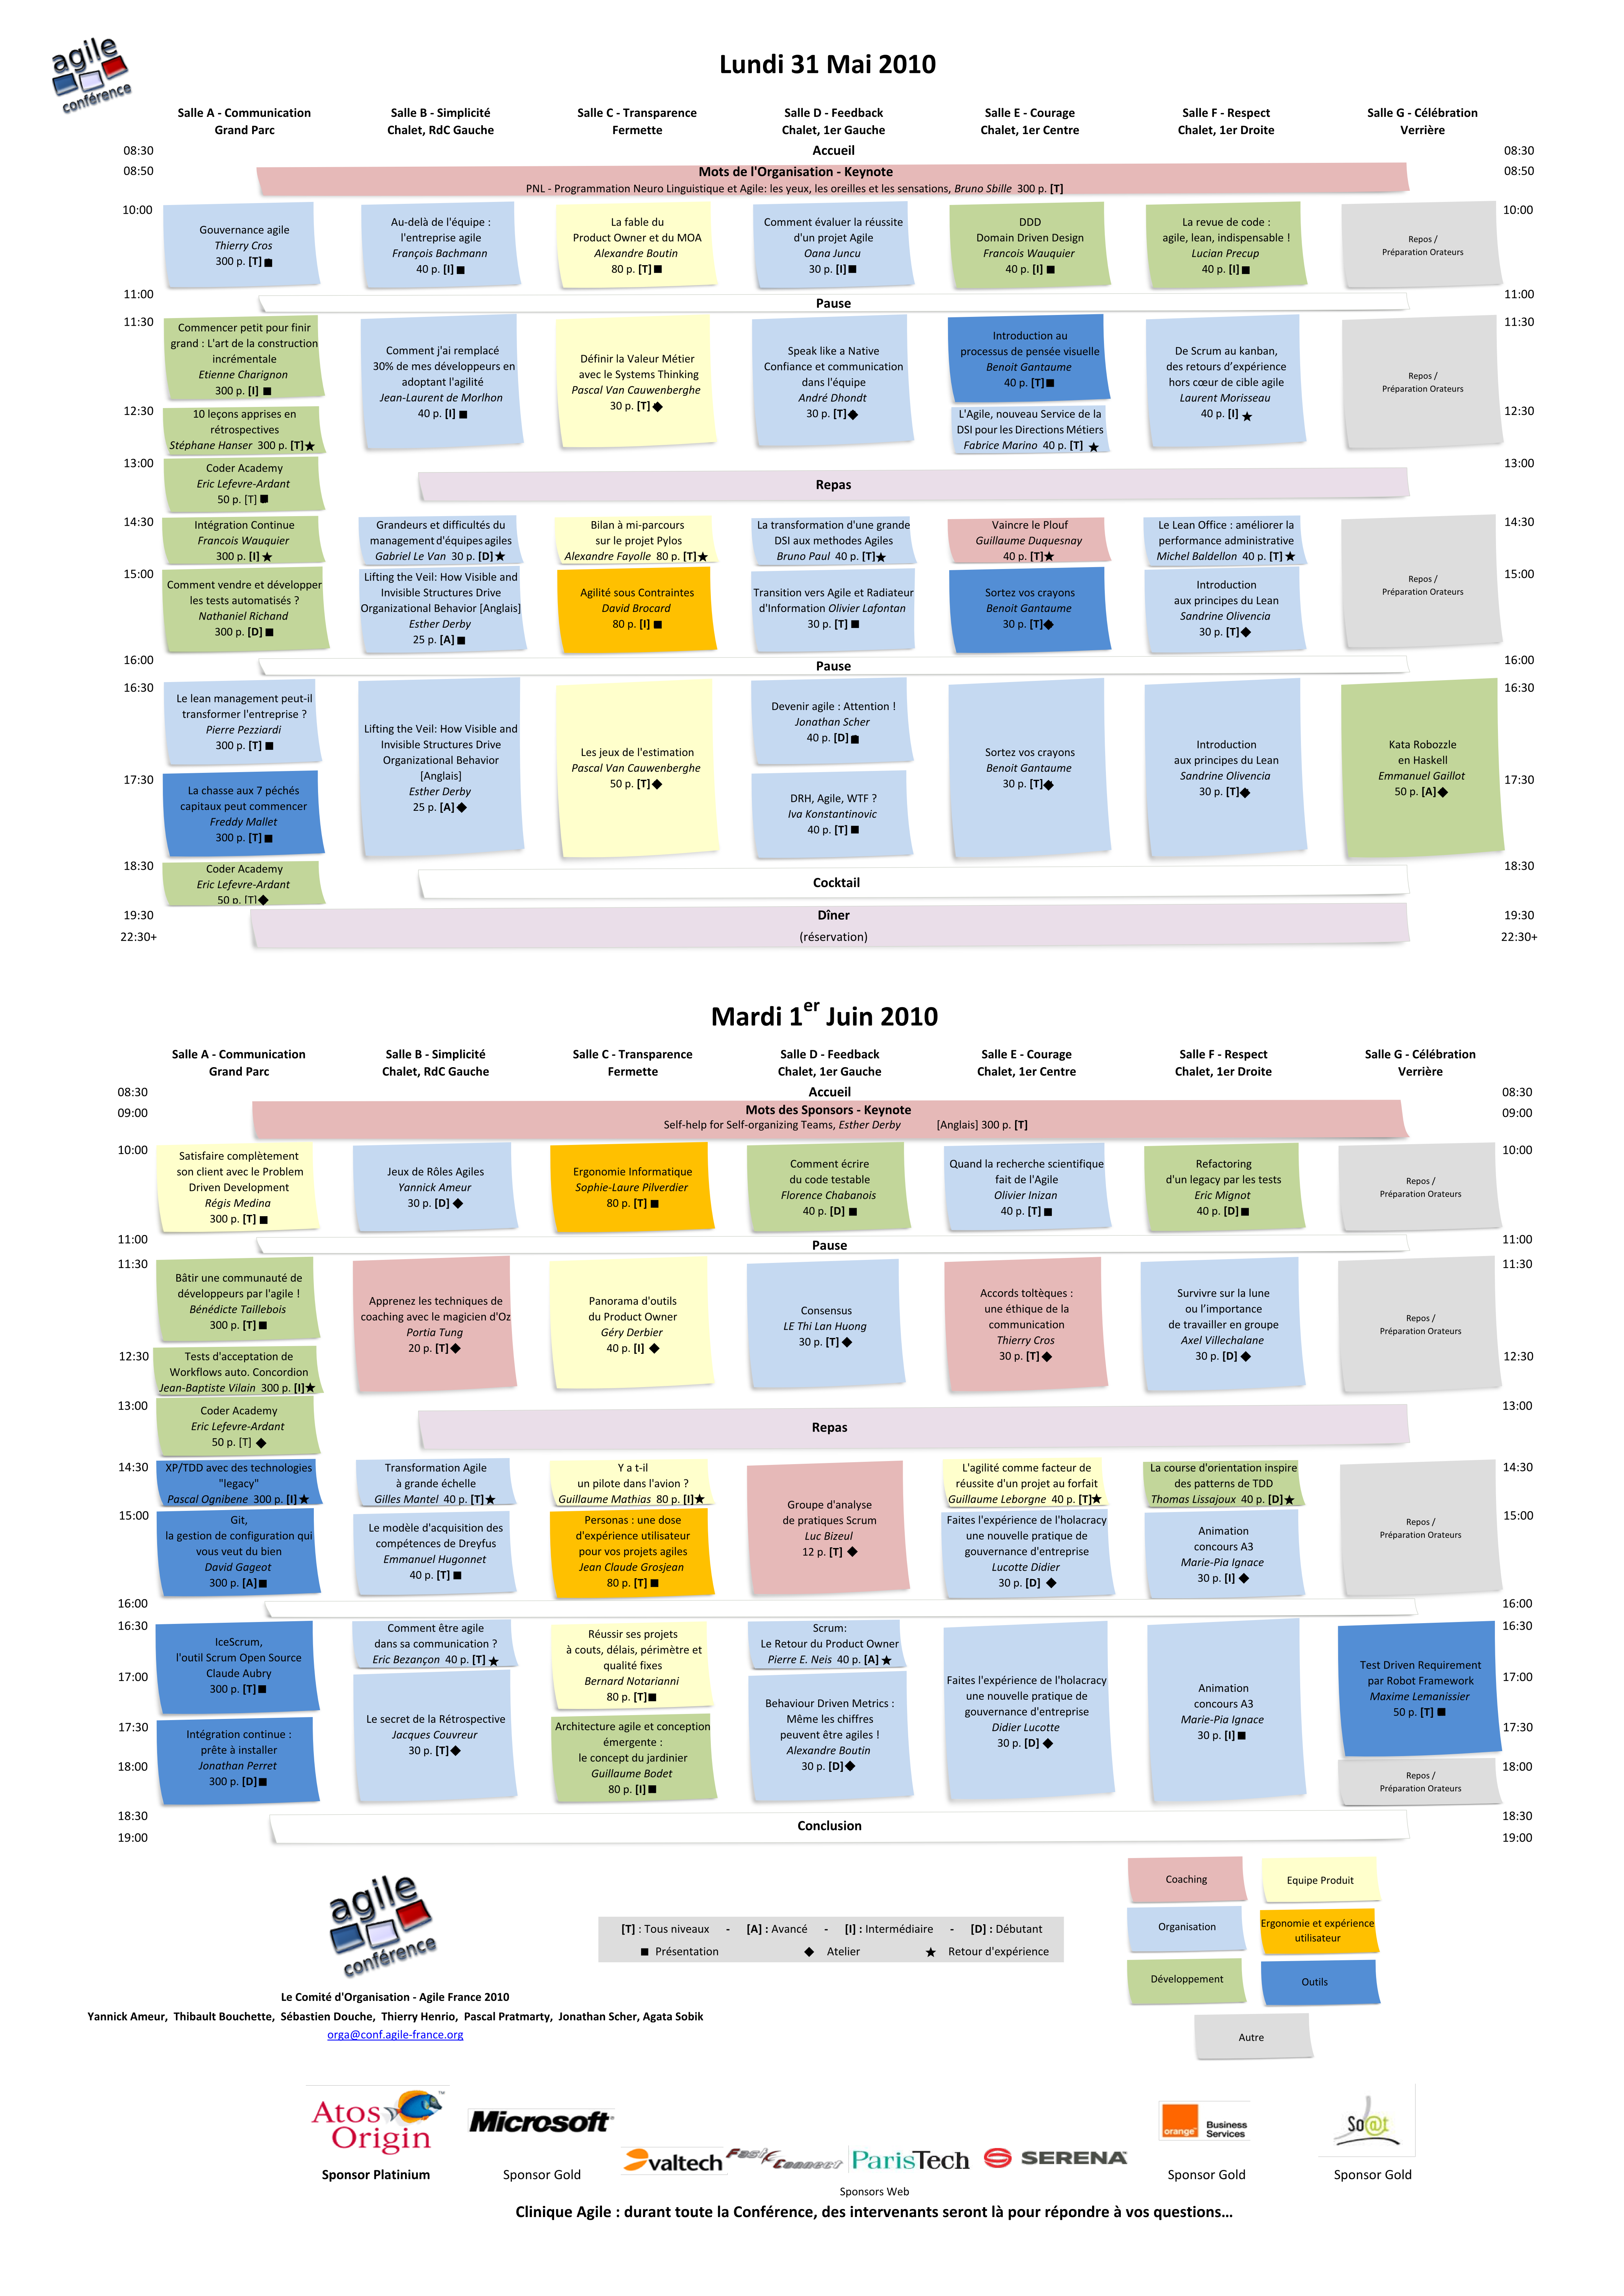 agile
conférence
Lundi 31 Mai 2010
Salle A - Communication
Grand Parc
Salle B - Simplicité
Chalet, RdC Gauche
Salle C - Transparence
Fermette
Salle D - Feedback
Chalet, 1er Gauche
Salle E - Courage
Chalet, 1er Centre
Salle F - Respect
Chalet, 1er Droite
Salle G - Célébration
Verrière
08:30
Accueil
08:30
08:50
Mots de l'Organisation - Keynote
PNL - Programmation Neuro Linguistique et Agile: les yeux, les oreilles et les sensations, Bruno Sbille 300 p. [T]
08:50
10:00
Gouvernance agile
Thierry Cros
300 p. [T] ■
Au-delà de l'équipe :
l'entreprise agile
François Bachmann
40 p. [I] ■
La fable du
Product Owner et du MOA
Alexandre Boutin
80 p. [T] ■
Comment évaluer la réussite
d'un projet Agile
Oana Juncu
30 p. [I] ■
DDD
Domain Driven Design
Francois Wauquier
40 p. [I] ■
La revue de code :
agile, lean, indispensable !
Lucian Precup
40 p. [I] ■
Repos /
Préparation Orateurs
10:00
11:00
Pause
11:00
11:30
Commencer petit pour finir
grand : L'art de la construction
incrémentale
Etienne Charignon
300 p. [I] ■
12:30
10 leçons apprises en
rétrospectives
Stéphane Hanser 300 p. [T] ★
Comment j'ai remplacé
30% de mes développeurs en
adoptant l'agilité
Jean-Laurent de Morlhon
40 p. [I] ■
Définir la Valeur Métier
avec le Systems Thinking
Pascal Van Cauwenberghe
30 p. [T] ◆
Speak like a Native
Confiance et communication
dans l'équipe
André Dhondt
30 p. [T] ◆
Introduction au
processus de pensée visuelle
Benoit Gantaume
40 p. [T] ■
L'Agile, nouveau Service de la
DSI pour les Directions Métiers
Fabrice Marino 40 p. [T] ★
De Scrum au kanban,
des retours d'expérience
hors cœur de cible agile
Laurent Morisseau
40 p. [I] ★
Repos /
Préparation Orateurs
11:30
12:30
13:00
Coder Academy
Eric Lefevre-Ardant
50 p. [T] ■
Repas
13:00
14:30
Intégration Continue
Francois Wauquier
300 p. [I] ★
Grandeurs et difficultés du
management d'équipes agiles
Gabriel Le Van 30 p. [D] ★
Bilan à mi-parcours
sur le projet Pylos
Alexandre Fayolle 80 p. [T] ★
La transformation d'une grande
DSI aux methodes Agiles
Bruno Paul 40 p. [T] ★
Vaincre le Plouf
Guillaume Duquesnay
40 p. [T] ★
Le Lean Office : améliorer la
performance administrative
Michel Baldellon 40 p. [T] ★
14:30
15:00
Comment vendre et développer
les tests automatisés ?
Nathaniel Richand
300 p. [D] ■
Lifting the Veil: How Visible and
Invisible Structures Drive
Organizational Behavior [Anglais]
Esther Derby
25 p. [A] ■
Agilité sous Contraintes
David Brocard
80 p. [I] ■
Transition vers Agile et Radiateur
d'Information Olivier Lafontan
30 p. [T] ■
Sortez vos crayons
Benoit Gantaume
30 p. [T] ◆
Introduction
aux principes du Lean
Sandrine Olivencia
30 p. [T] ◆
Repos /
Préparation Orateurs
15:00
16:00
Pause
16:00
16:30
Le lean management peut-il
transformer l'entreprise ?
Pierre Pezziardi
300 p. [T] ■
17:30
La chasse aux 7 péchés
capitaux peut commencer
Freddy Mallet
300 p. [T] ■
Lifting the Veil: How Visible and
Invisible Structures Drive
Organizational Behavior
[Anglais]
Esther Derby
25 p. [A] ◆
Les jeux de l'estimation
Pascal Van Cauwenberghe
50 p. [T] ◆
Devenir agile : Attention !
Jonathan Scher
40 p. [D] ■
DRH, Agile, WTF ?
Iva Konstantinovic
40 p. [T] ■
Sortez vos crayons
Benoit Gantaume
30 p. [T] ◆
Introduction
aux principes du Lean
Sandrine Olivencia
30 p. [T] ◆
Kata Robozzle
en Haskell
Emmanuel Gaillot
50 p. [A] ◆
16:30
17:30
18:30
Coder Academy
Eric Lefevre-Ardant
50 p. [T] ◆
Cocktail
18:30
19:30
Dîner
19:30
22:30+
(réservation)
22:30+
Mardi 1er Juin 2010
Salle A - Communication
Grand Parc
Salle B - Simplicité
Chalet, RdC Gauche
Salle C - Transparence
Fermette
Salle D - Feedback
Chalet, 1er Gauche
Salle E - Courage
Chalet, 1er Centre
Salle F - Respect
Chalet, 1er Droite
Salle G - Célébration
Verrière
08:30
Accueil
08:30
09:00
Mots des Sponsors - Keynote
Self-help for Self-organizing Teams, Esther Derby [Anglais] 300 p. [T]
09:00
10:00
Satisfaire complètement
son client avec le Problem
Driven Development
Régis Medina
300 p. [T] ■
Jeux de Rôles Agiles
Yannick Ameur
30 p. [D] ◆
Ergonomie Informatique
Sophie-Laure Pilverdier
80 p. [T] ■
Comment écrire
du code testable
Florence Chabanois
40 p. [D] ■
Quand la recherche scientifique
fait de l'Agile
Olivier Inizan
40 p. [T] ■
Refactoring
d'un legacy par les tests
Eric Mignot
40 p. [D] ■
Repos /
Préparation Orateurs
10:00
11:00
Pause
11:00
11:30
Bâtir une communauté de
développeurs par l'agile !
Bénédicte Taillebois
300 p. [T] ■
12:30
Tests d'acceptation de
Workflows auto. Concordion
Jean-Baptiste Vilain 300 p. [I] ★
Apprenez les techniques de
coaching avec le magicien d'Oz
Portia Tung
20 p. [T] ◆
Panorama d'outils
du Product Owner
Géry Derbier
40 p. [I] ◆
Consensus
LE Thi Lan Huong
30 p. [T] ◆
Accords toltèques :
une éthique de la
communication
Thierry Cros
30 p. [T] ◆
Survivre sur la lune
ou l'importance
de travailler en groupe
Axel Villechalane
30 p. [D] ◆
Repos /
Préparation Orateurs
11:30
12:30
13:00
Coder Academy
Eric Lefevre-Ardant
50 p. [T] ◆
Repas
13:00
14:30
XP/TDD avec des technologies
"legacy"
Pascal Ognibene 300 p. [I] ★
Transformation Agile
à grande échelle
Gilles Mantel 40 p. [T] ★
Y a t-il
un pilote dans l'avion ?
Guillaume Mathias 80 p. [I] ★
Groupe d'analyse
de pratiques Scrum
Luc Bizeul
12 p. [T] ◆
L'agilité comme facteur de
réussite d'un projet au forfait
Guillaume Leborgne 40 p. [T] ★
La course d'orientation inspire
des patterns de TDD
Thomas Lissajoux 40 p. [D] ★
14:30
15:00
Git,
la gestion de configuration qui
vous veut du bien
David Gageot
300 p. [A] ■
Le modèle d'acquisition des
compétences de Dreyfus
Emmanuel Hugonnet
40 p. [T] ■
Personas : une dose
d'expérience utilisateur
pour vos projets agiles
Jean Claude Grosjean
80 p. [T] ■
Faites l'expérience de l'holacracy
une nouvelle pratique de
gouvernance d'entreprise
Lucotte Didier
30 p. [D] ◆
Animation
concours A3
Marie-Pia Ignace
30 p. [I] ◆
Repos /
Préparation Orateurs
15:00
16:00
16:00
16:30
IceScrum,
l'outil Scrum Open Source
Claude Aubry
300 p. [T] ■
17:00
17:30
Intégration continue :
prête à installer
Jonathan Perret
300 p. [D] ■
18:00
Comment être agile
dans sa communication ?
Eric Bezançon 40 p. [T] ★
Le secret de la Rétrospective
Jacques Couvreur
30 p. [T] ◆
Réussir ses projets
à couts, délais, périmètre et
qualité fixes
Bernard Notarianni
80 p. [T] ■
Architecture agile et conception
émergente :
le concept du jardinier
Guillaume Bodet
80 p. [I] ■
Scrum:
Le Retour du Product Owner
Pierre E. Neis 40 p. [A] ★
Behaviour Driven Metrics :
Même les chiffres
peuvent être agiles !
Alexandre Boutin
30 p. [D] ◆
Faites l'expérience de l'holacracy
une nouvelle pratique de
gouvernance d'entreprise
Didier Lucotte
30 p. [D] ◆
Animation
concours A3
Marie-Pia Ignace
30 p. [I] ■
Test Driven Requirement
par Robot Framework
Maxime Lemanissier
50 p. [T] ■
Repos /
Préparation Orateurs
16:30
17:00
17:30
18:00
18:30
Conclusion
18:30
19:00
19:00
agile
conférence
[T] : Tous niveaux - [A] : Avancé - [I] : Intermédiaire - [D] : Débutant
■ Présentation ◆ Atelier ★ Retour d'expérience
Coaching
Equipe Produit
Organisation
Ergonomie et expérience
utilisateur
Développement
Outils
Autre
Le Comité d'Organisation - Agile France 2010
Yannick Ameur, Thibault Bouchette, Sébastien Douche, Thierry Henrio, Pascal Pratmarty, Jonathan Scher, Agata Sobik
orga@conf.agile-france.org
Atos
Origin
™
Microsoft
valtech
Fast Connect
ParisTech
SERENA
orange
Business
Services
So@t
Sponsor Platinium
Sponsor Gold
Sponsor Gold
Sponsor Gold
Sponsors Web
Clinique Agile : durant toute la Conférence, des intervenants seront là pour répondre à vos questions…